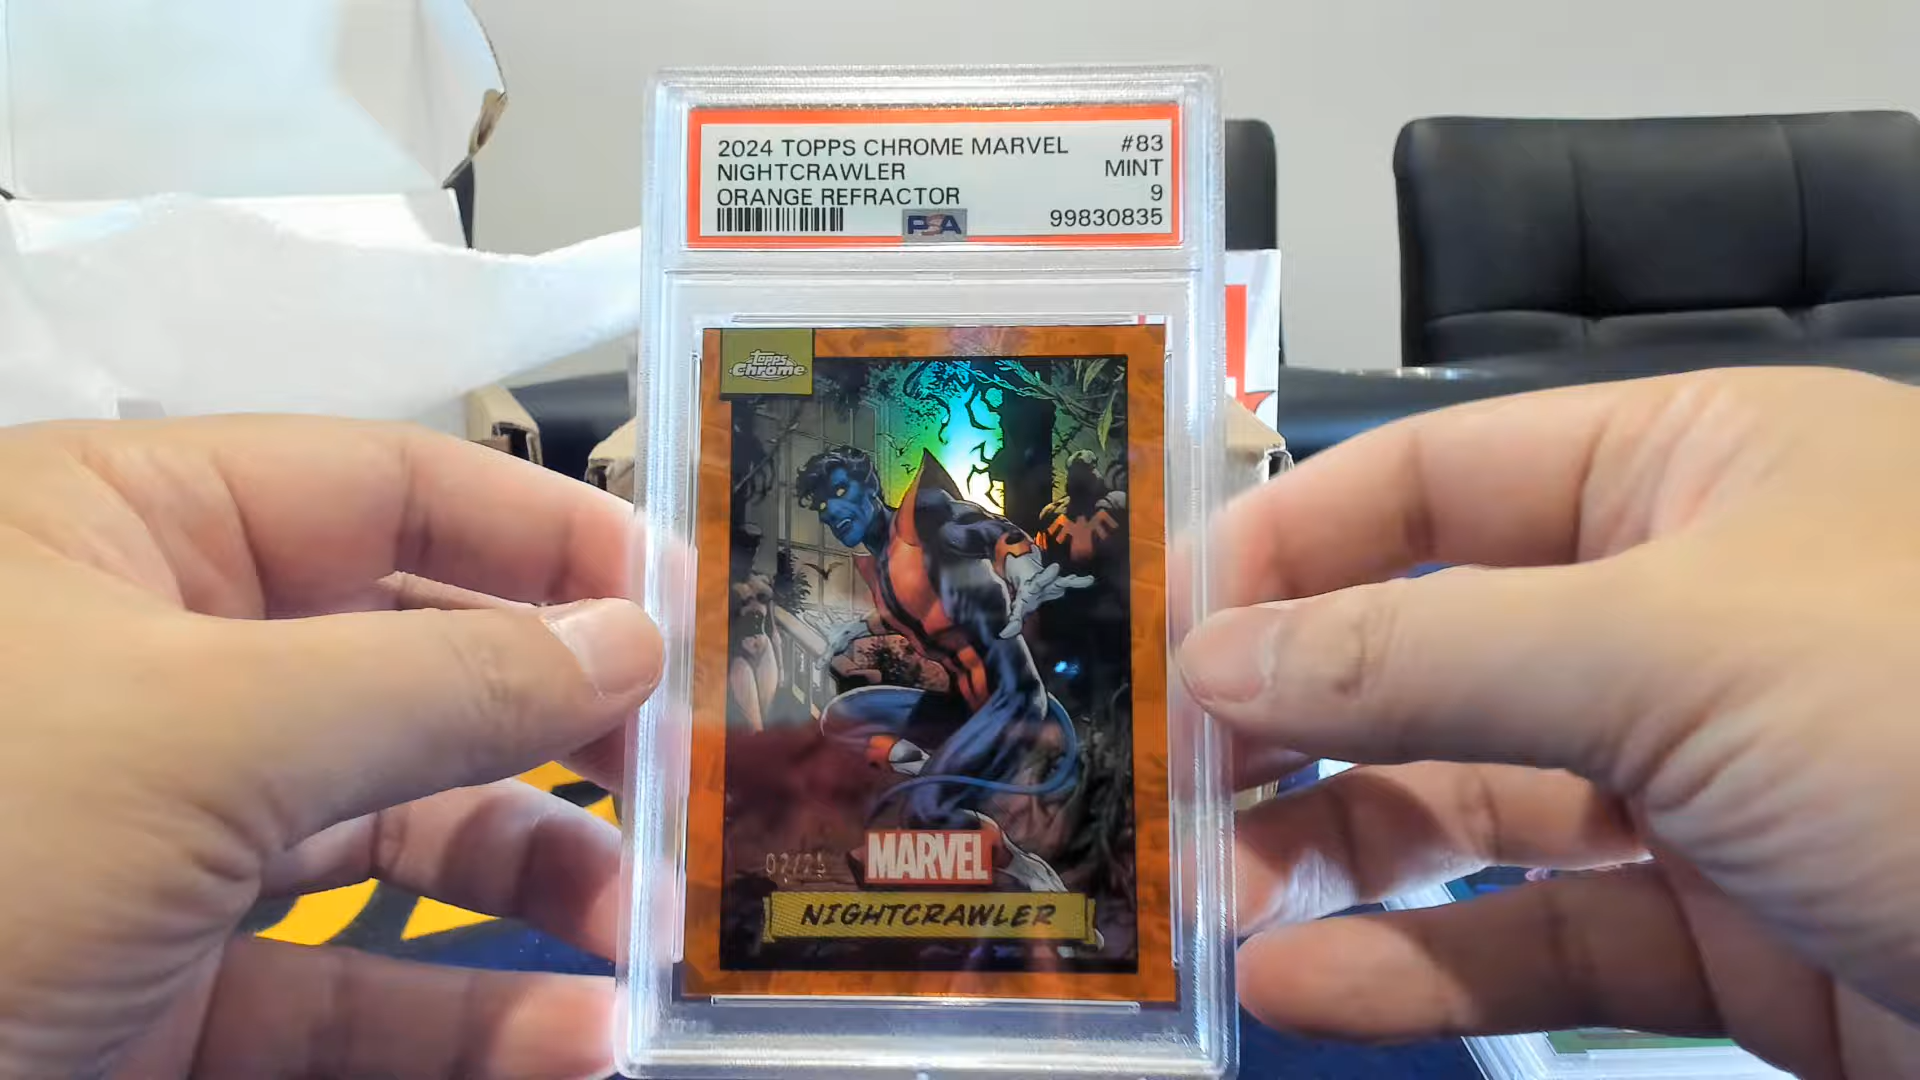 2024 TOPPS CHROME MARVEL #83
NIGHTCRAWLER MINT
ORANGE REFRACTOR 9
PSA 99830835
Topps Chrome
02/25
MARVEL
NIGHTCRAWLER